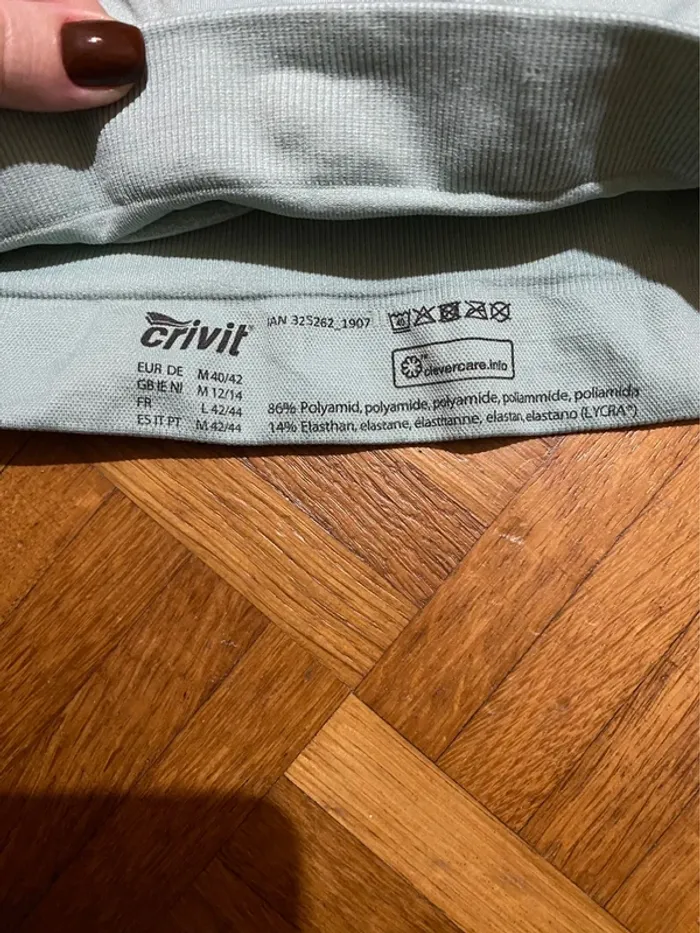 crivit
IAN 325262_1907
40
clevercare.info
EUR DE M 40/42
GB IE NI M 12/14
FR L 42/44
ES IT PT M 42/44
86% Polyamid, polyamide, polyamide, poliammide, poliamida
14% Elasthan, elastane, élasthanne, elastan, elastano (LYCRA®)